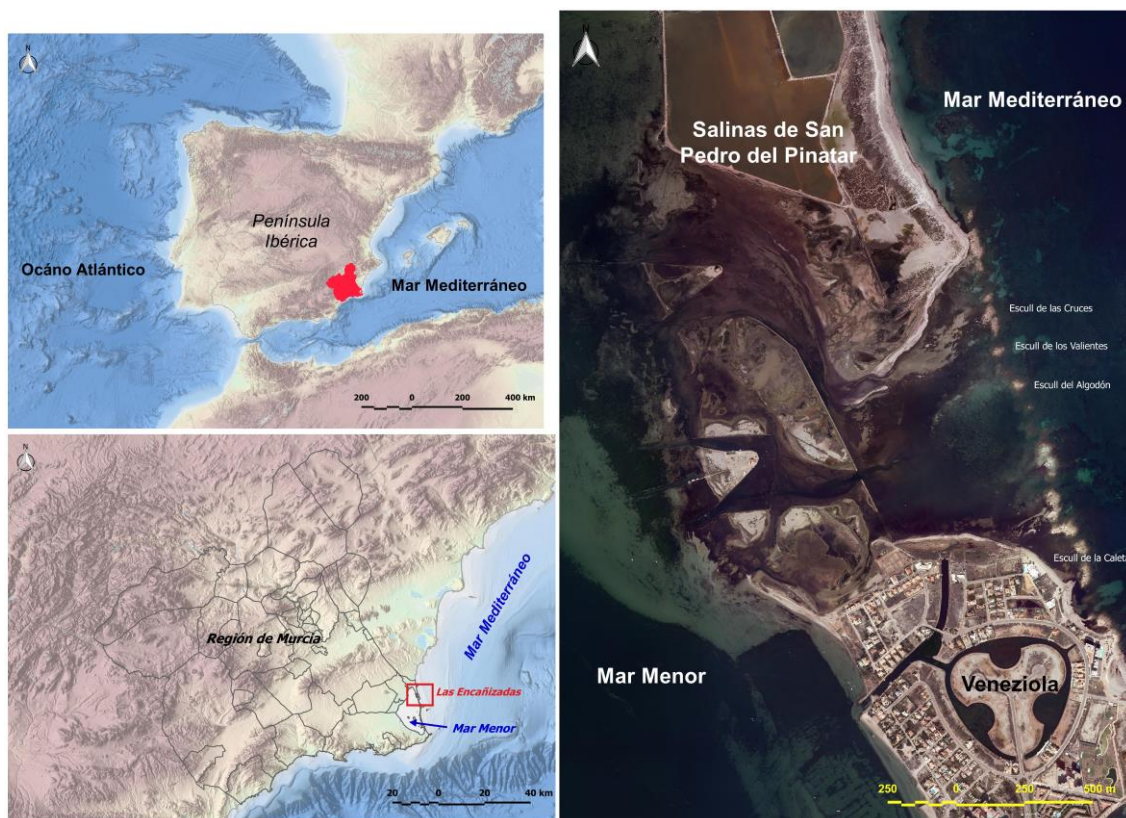 N
Península
Ibérica
Ocáno Atlántico
Mar Mediterráneo
200 0 200 400 km
N
Mar Mediterráneo
Región de Murcia
Las Encañizadas
Mar Menor
20 0 20 40 km
N
Mar Mediterráneo
Salinas de San
Pedro del Pinatar
Escull de las Cruces
Escull de los Valientes
Escull del Algodón
Escull de la Caleta
Mar Menor
Veneziola
250 0 250 500 m